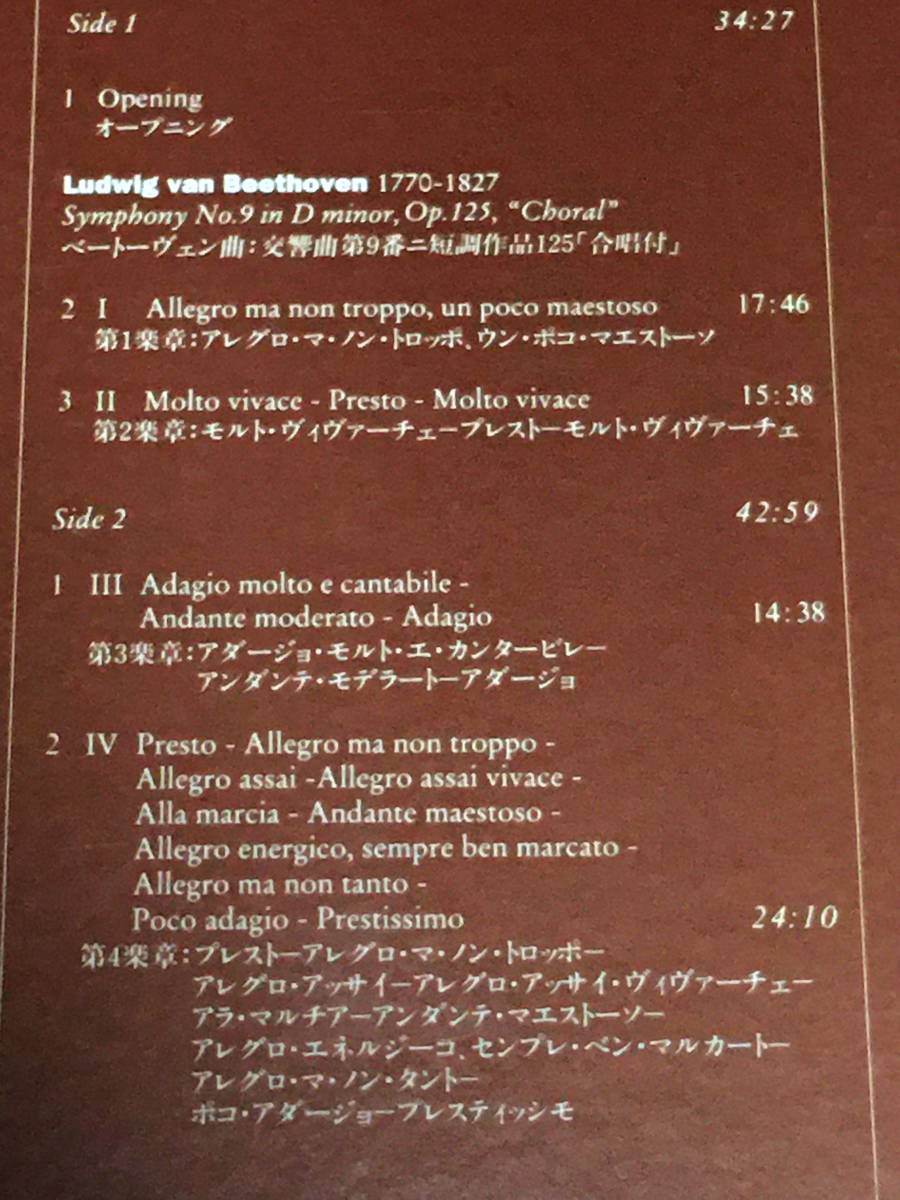 Side 1 34:27
1 Opening
オープニング
Ludwig van Beethoven 1770-1827
Symphony No.9 in D minor, Op.125, “Choral”
ベートーヴェン曲：交響曲第9番ニ短調作品125「合唱付」
2 I Allegro ma non troppo, un poco maestoso 17:46
第1楽章：アレグロ・マ・ノン・トロッポ、ウン・ポコ・マエストーソ
3 II Molto vivace - Presto - Molto vivace 15:38
第2楽章：モルト・ヴィヴァーチェープレストーモルト・ヴィヴァーチェ
Side 2 42:59
1 III Adagio molto e cantabile -
Andante moderato - Adagio 14:38
第3楽章：アダージョ・モルト・エ・カンタービレー
アンダンテ・モデラートーアダージョ
2 IV Presto - Allegro ma non troppo -
Allegro assai -Allegro assai vivace -
Alla marcia - Andante maestoso -
Allegro energico, sempre ben marcato -
Allegro ma non tanto -
Poco adagio - Prestissimo 24:10
第4楽章：プレストーアレグロ・マ・ノン・トロッポー
アレグロ・アッサイーアレグロ・アッサイ・ヴィヴァーチェー
アラ・マルチアーアンダンテ・マエストーソー
アレグロ・エネルジーコ、センプレ・ベン・マルカートー
アレグロ・マ・ノン・タントー
ポコ・アダージョープレスティッシモ